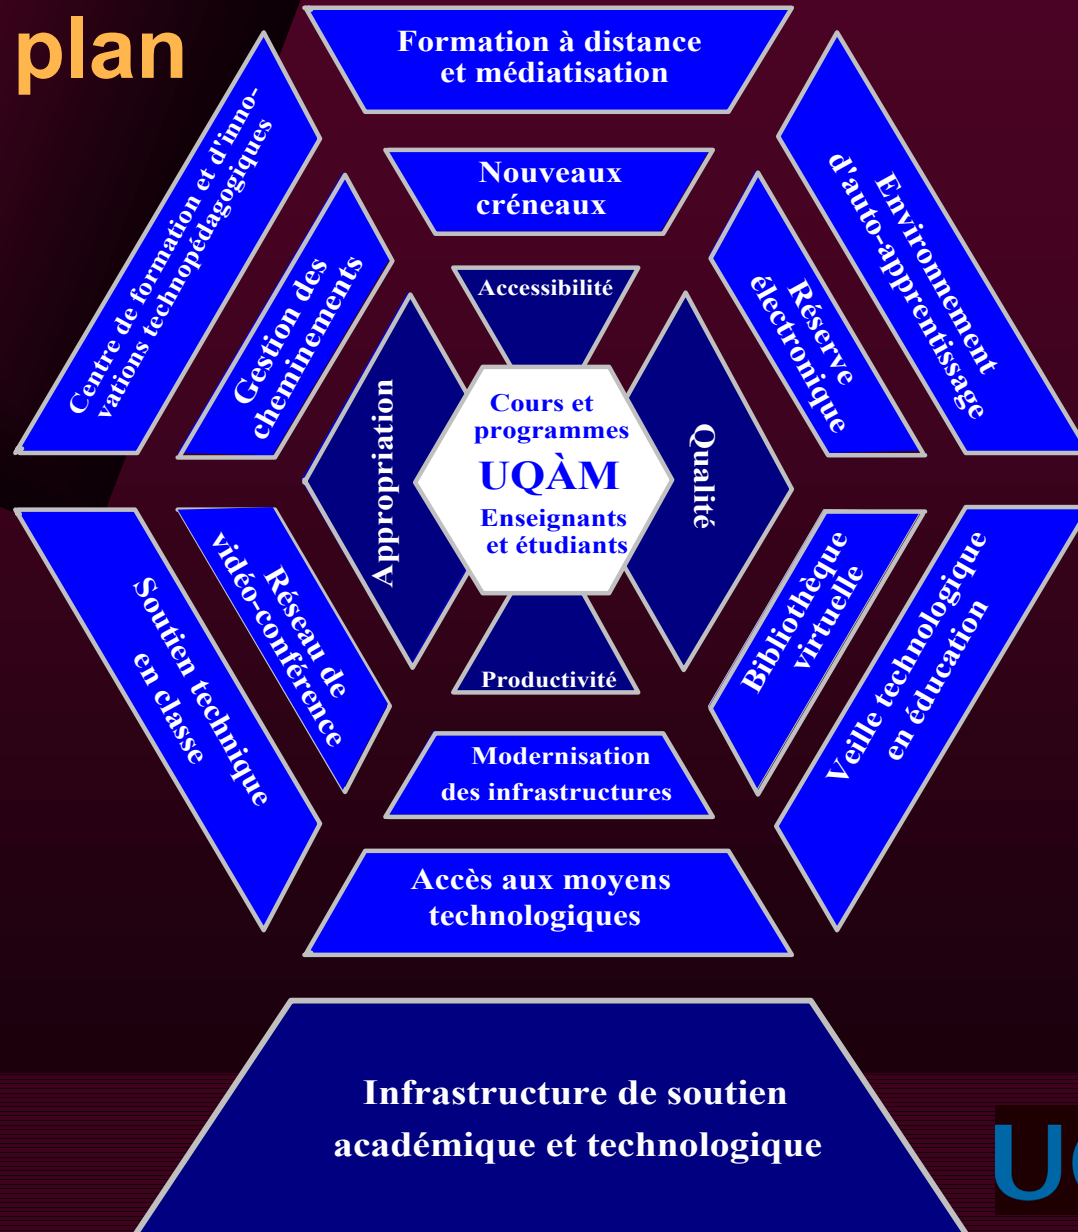 plan
Formation à distance
et médiatisation
Centre de formation et d'inno-
vations technopédagogiques
Nouveaux
créneaux
Environnement
d'auto-apprentissage
Gestion des
cheminements
Accessibilité
Réserve
électronique
Appropriation
Cours et
programmes
UQÀM
Enseignants
et étudiants
Qualité
Soutien technique
en classe
Réseau de
vidéo-conférence
Productivité
Bibliothèque
virtuelle
Veille technologique
en éducation
Modernisation
des infrastructures
Accès aux moyens
technologiques
Infrastructure de soutien
académique et technologique